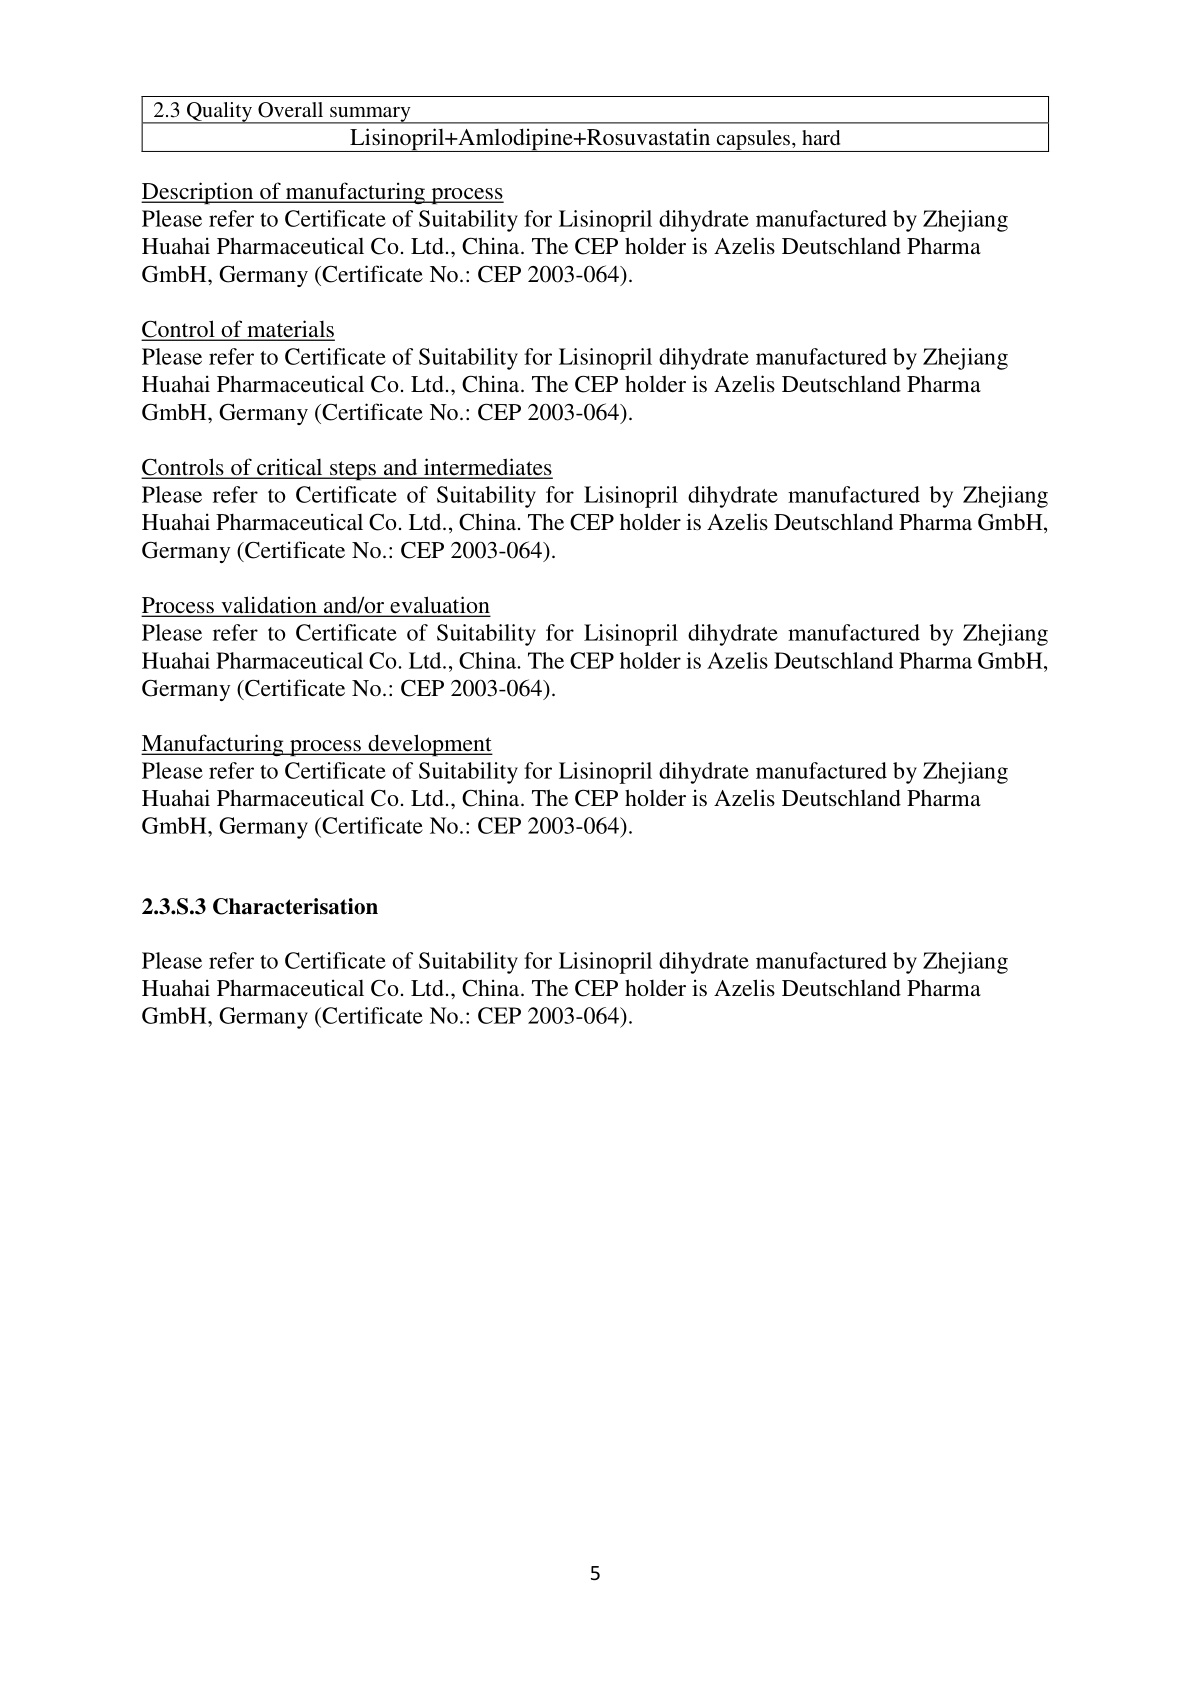 2.3 Quality Overall summary
Lisinopril+Amlodipine+Rosuvastatin capsules, hard
Description of manufacturing process
Please refer to Certificate of Suitability for Lisinopril dihydrate manufactured by Zhejiang
Huahai Pharmaceutical Co. Ltd., China. The CEP holder is Azelis Deutschland Pharma
GmbH, Germany (Certificate No.: CEP 2003-064).
Control of materials
Please refer to Certificate of Suitability for Lisinopril dihydrate manufactured by Zhejiang
Huahai Pharmaceutical Co. Ltd., China. The CEP holder is Azelis Deutschland Pharma
GmbH, Germany (Certificate No.: CEP 2003-064).
Controls of critical steps and intermediates
Please refer to Certificate of Suitability for Lisinopril dihydrate manufactured by Zhejiang
Huahai Pharmaceutical Co. Ltd., China. The CEP holder is Azelis Deutschland Pharma GmbH,
Germany (Certificate No.: CEP 2003-064).
Process validation and/or evaluation
Please refer to Certificate of Suitability for Lisinopril dihydrate manufactured by Zhejiang
Huahai Pharmaceutical Co. Ltd., China. The CEP holder is Azelis Deutschland Pharma GmbH,
Germany (Certificate No.: CEP 2003-064).
Manufacturing process development
Please refer to Certificate of Suitability for Lisinopril dihydrate manufactured by Zhejiang
Huahai Pharmaceutical Co. Ltd., China. The CEP holder is Azelis Deutschland Pharma
GmbH, Germany (Certificate No.: CEP 2003-064).
2.3.S.3 Characterisation
Please refer to Certificate of Suitability for Lisinopril dihydrate manufactured by Zhejiang
Huahai Pharmaceutical Co. Ltd., China. The CEP holder is Azelis Deutschland Pharma
GmbH, Germany (Certificate No.: CEP 2003-064).
5